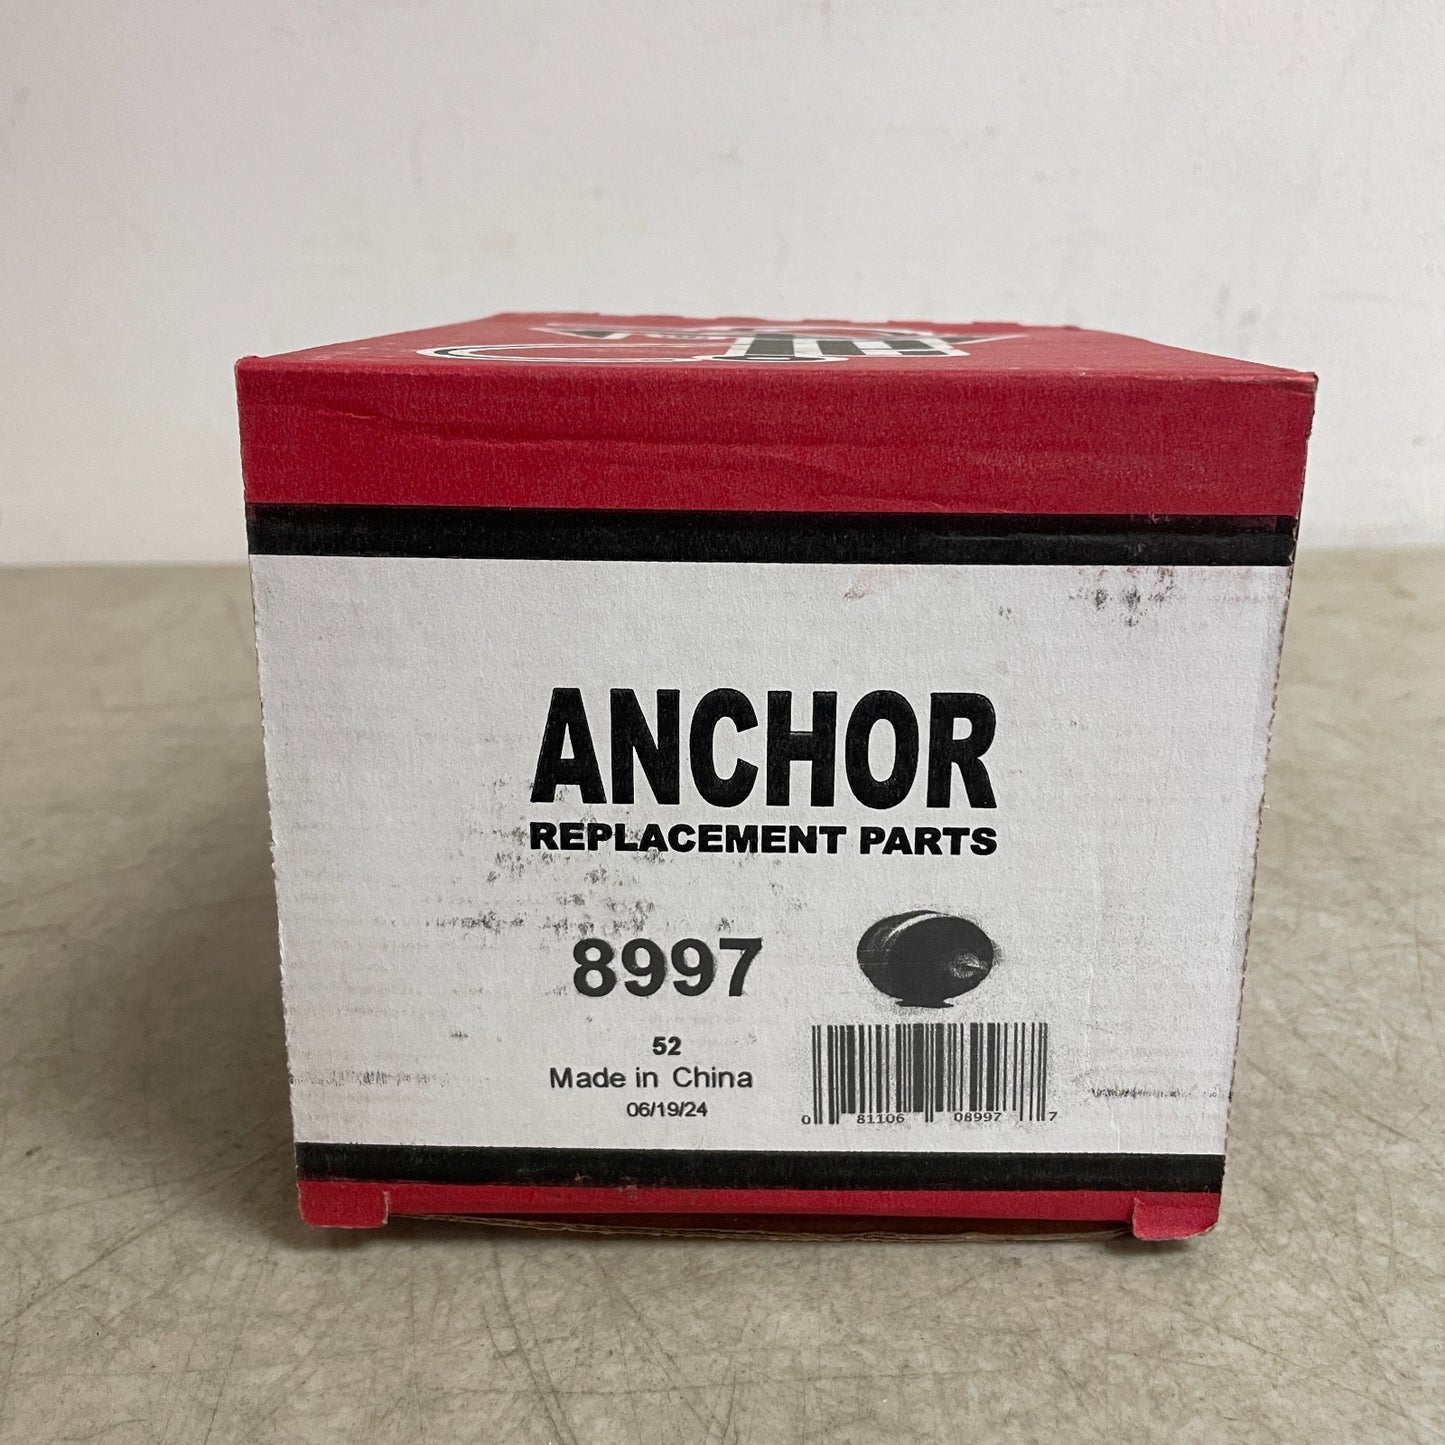 ANCHOR
REPLACEMENT PARTS
8997
52
Made in China
06/19/24
0 81106 08997 7